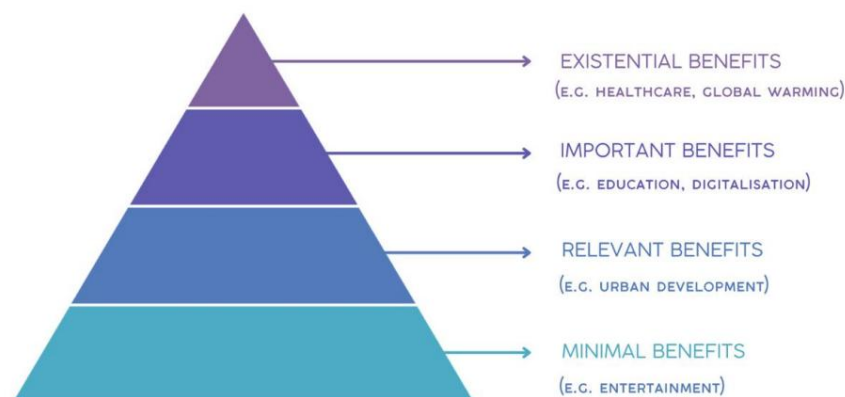 EXISTENTIAL BENEFITS
(E.G. HEALTHCARE, GLOBAL WARMING)
IMPORTANT BENEFITS
(E.G. EDUCATION, DIGITALISATION)
RELEVANT BENEFITS
(E.G. URBAN DEVELOPMENT)
MINIMAL BENEFITS
(E.G. ENTERTAINMENT)